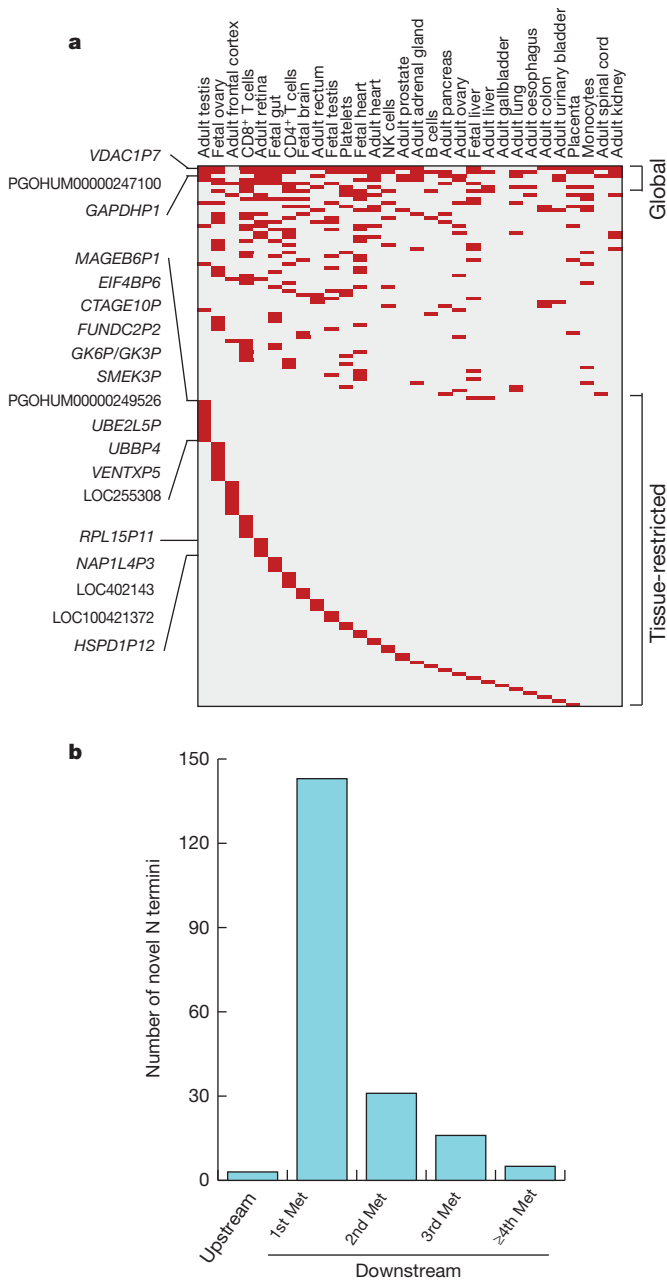 a
Adult testis
Fetal ovary
Adult frontal cortex
CD8+ T cells
Adult retina
Fetal gut
CD4+ T cells
Fetal brain
Adult rectum
Fetal testis
Platelets
Fetal heart
Adult heart
NK cells
Adult prostate
Adult adrenal gland
B cells
Adult pancreas
Adult ovary
Fetal liver
Adult liver
Adult gallbladder
Adult lung
Adult oesophagus
Adult colon
Adult urinary bladder
Placenta
Monocytes
Adult spinal cord
Adult kidney
VDAC1P7
PGOHUM00000247100
GAPDHP1
MAGEB6P1
EIF4BP6
CTAGE10P
FUNDC2P2
GK6P/GK3P
SMEK3P
PGOHUM00000249526
UBE2L5P
UBBP4
VENTXP5
LOC255308
RPL15P11
NAP1L4P3
LOC402143
LOC100421372
HSPD1P12
Global
Tissue-restricted
b
Number of novel N termini
150
120
90
60
30
0
Upstream
1st Met
2nd Met
3rd Met
≥4th Met
Downstream